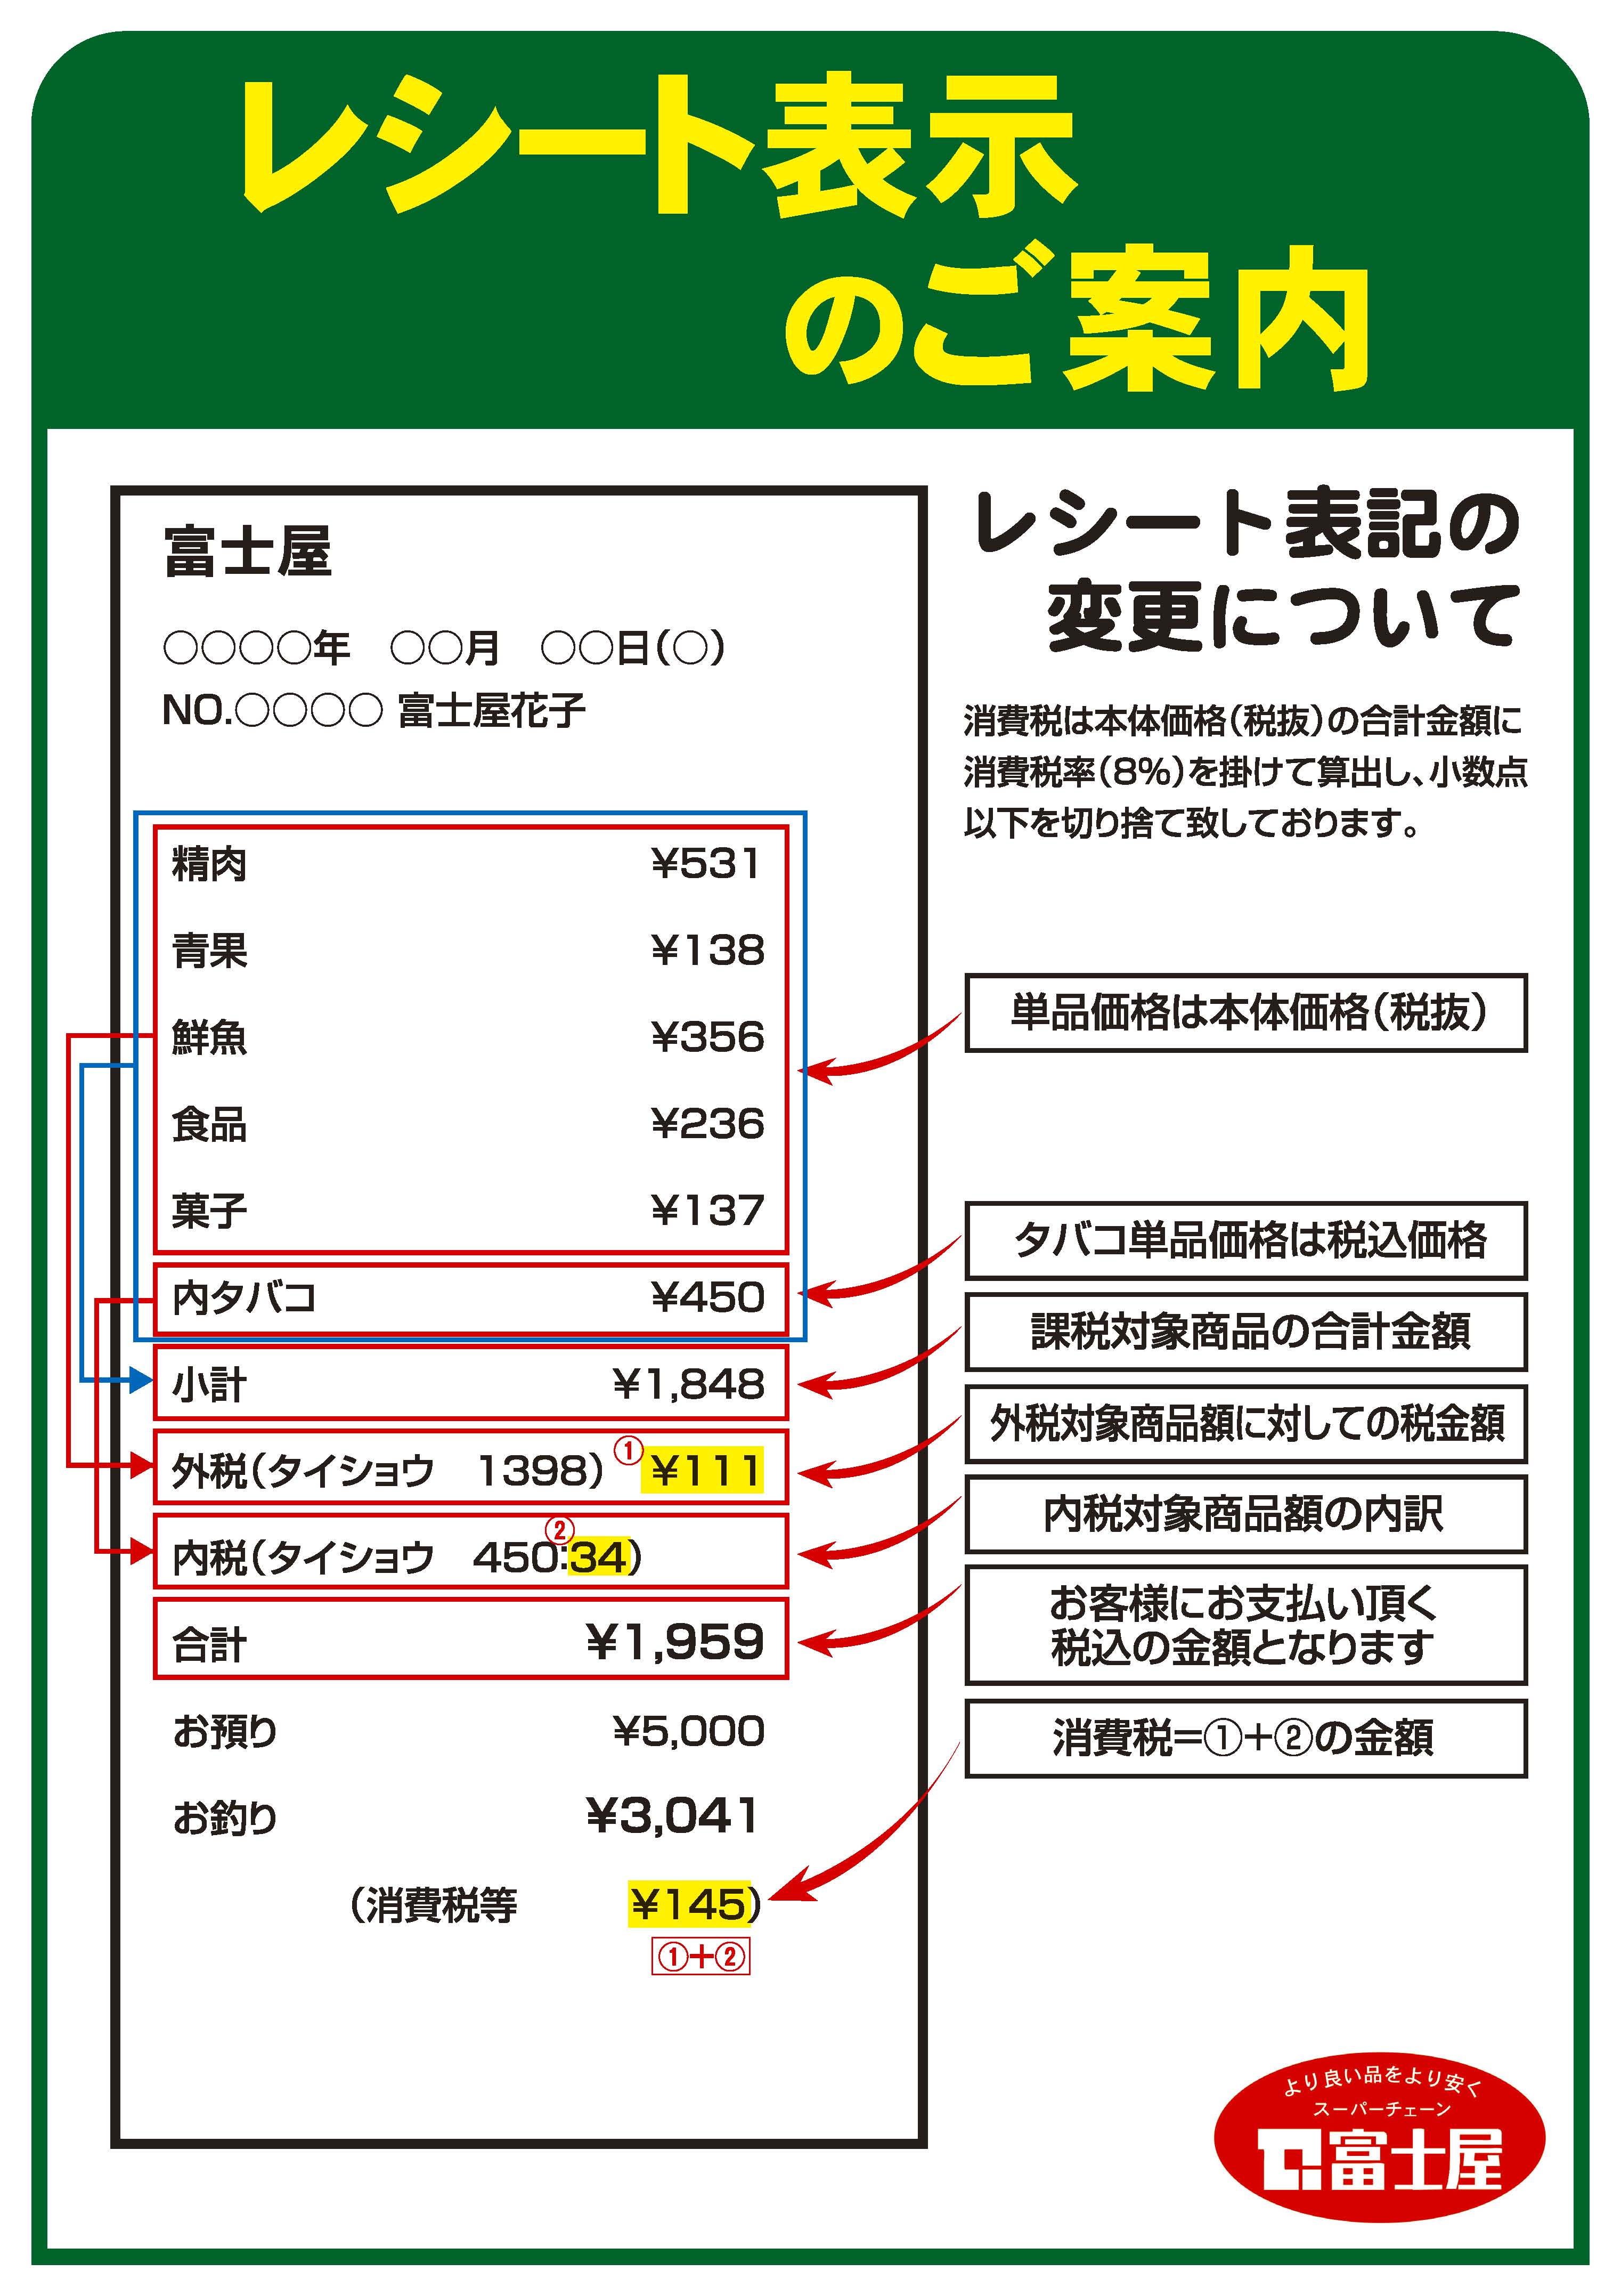 レシート表示
のご案内
富士屋
○○○○年　○○月　○○日(○)
NO.○○○○ 富士屋花子
精肉 ¥531
青果 ¥138
鮮魚 ¥356
食品 ¥236
菓子 ¥137
内タバコ ¥450
小計 ¥1,848
外税(タイショウ　1398) ① ¥111
②
内税(タイショウ　450:34)
合計 ¥1,959
お預り ¥5,000
お釣り ¥3,041
(消費税等 ¥145)
①+②
レシート表記の
変更について
消費税は本体価格(税抜)の合計金額に
消費税率(8%)を掛けて算出し、小数点
以下を切り捨て致しております。
単品価格は本体価格(税抜)
タバコ単品価格は税込価格
課税対象商品の合計金額
外税対象商品額に対しての税金額
内税対象商品額の内訳
お客様にお支払い頂く
税込の金額となります
消費税=①+②の金額
より良い品をより安く
スーパーチェーン
富士屋